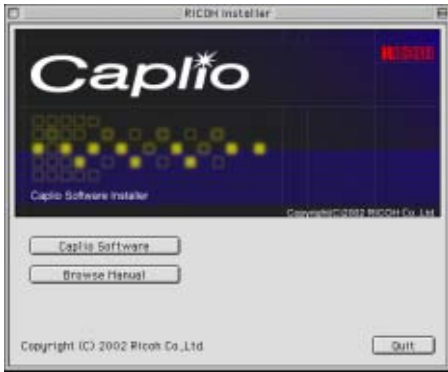 RICOH Installer
Caplio
RICOH
Caplio Software Installer
Copyright(C)2002 RICOH Co. Ltd.
Caplio Software
Browse Manual
Copyright (C) 2002 Ricoh Co.,Ltd.
Quit